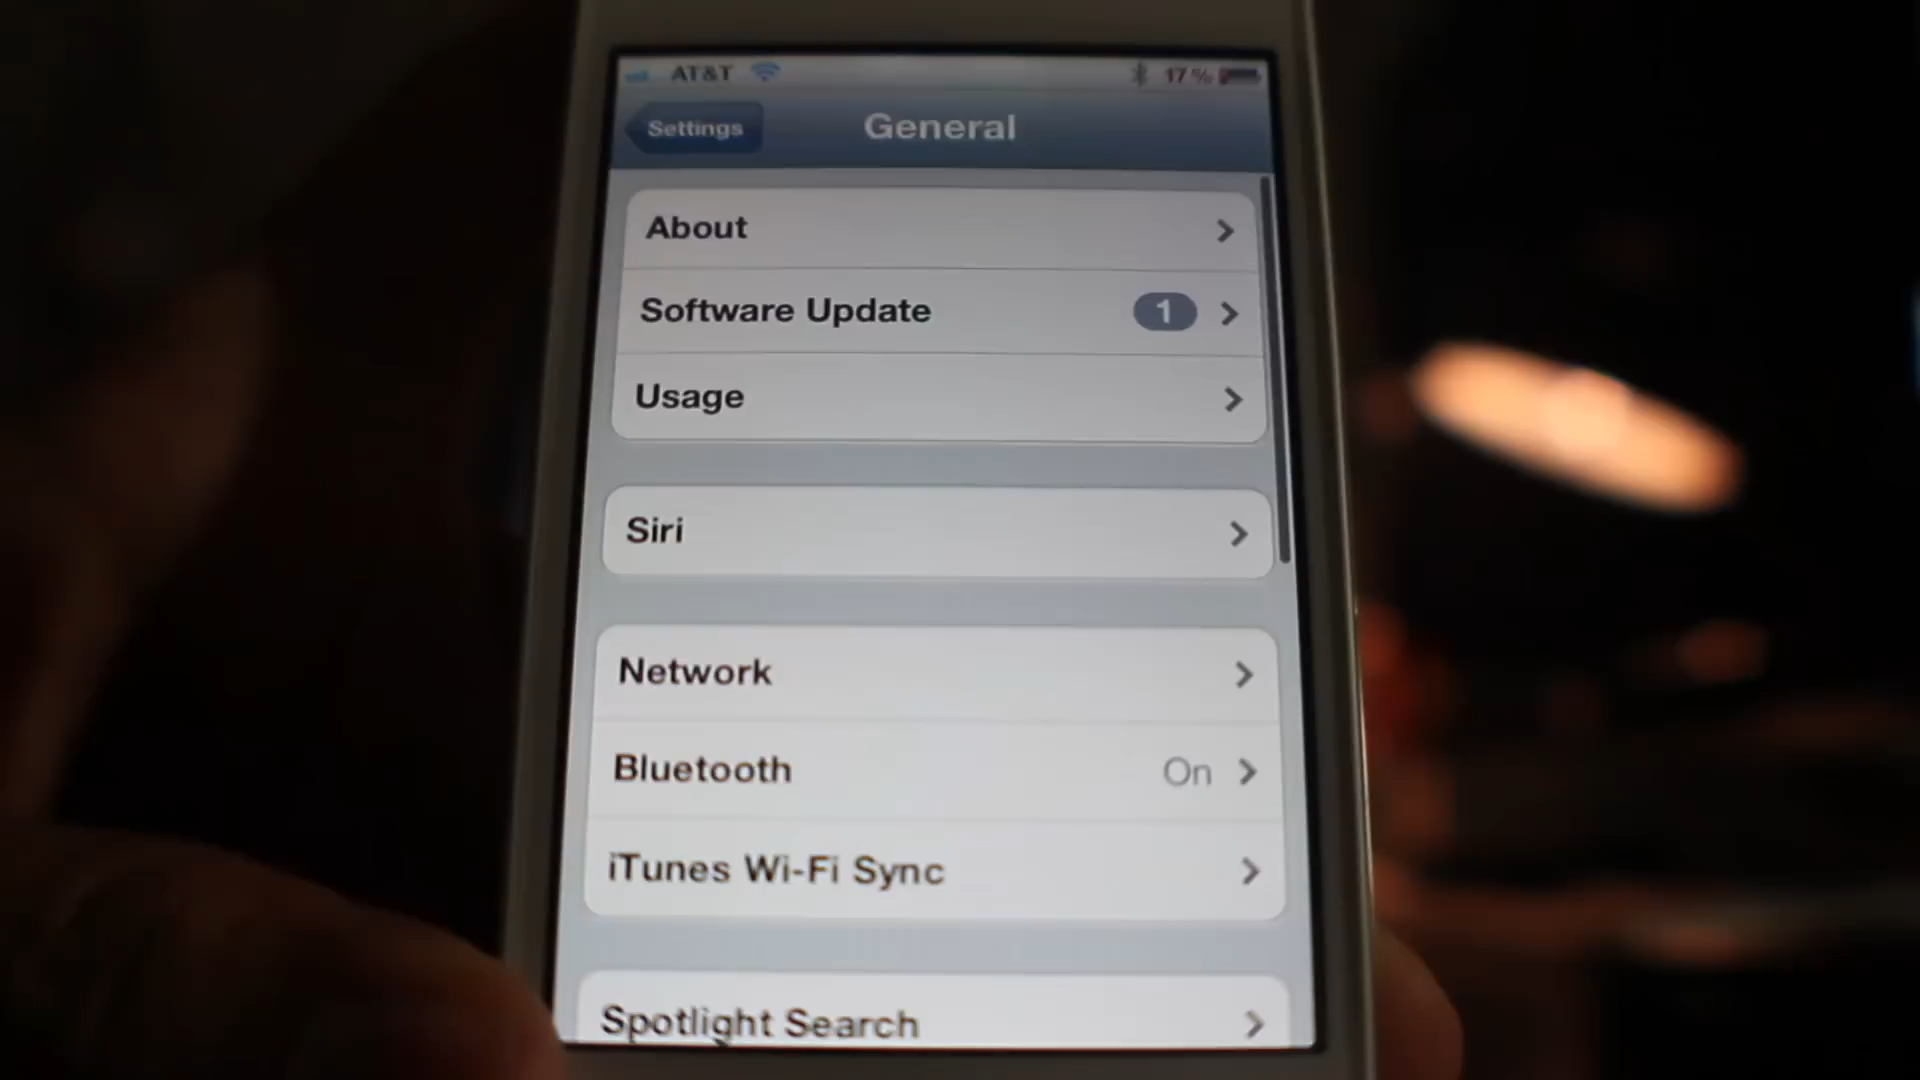 AT&T 17%
Settings General
About
Software Update 1
Usage
Siri
Network
Bluetooth On
iTunes Wi-Fi Sync
Spotlight Search